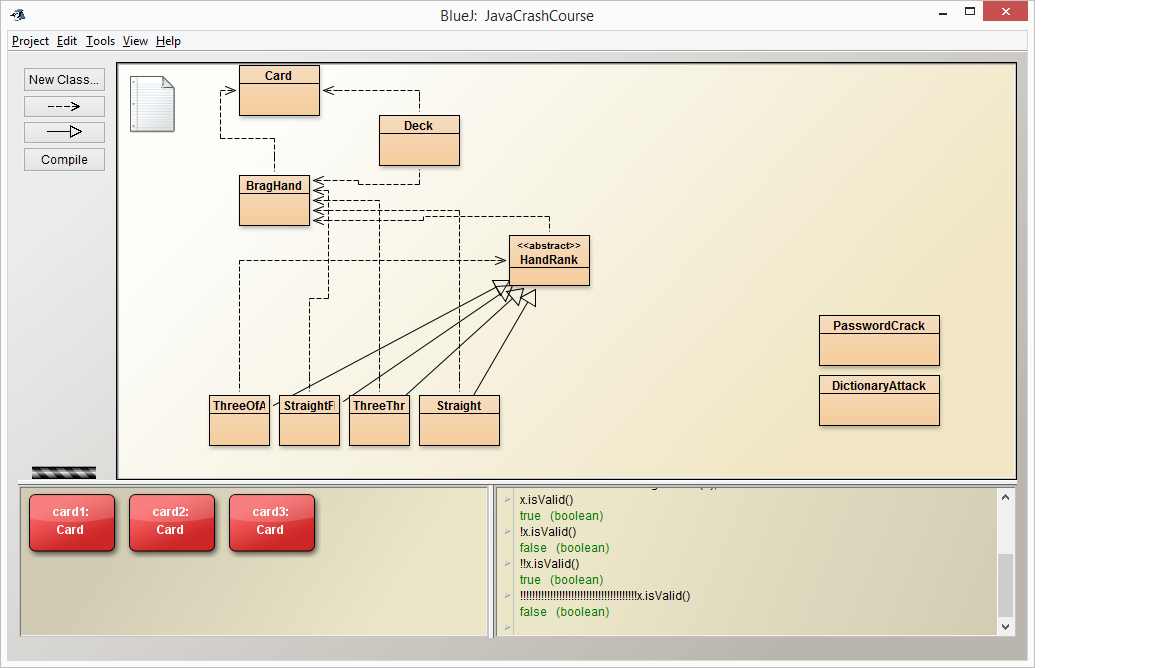 BlueJ: JavaCrashCourse
Project Edit Tools View Help
New Class...
Compile
Card
Deck
BragHand
<<abstract>>
HandRank
PasswordCrack
DictionaryAttack
ThreeOfA
StraightF
ThreeThr
Straight
card1:
Card
card2:
Card
card3:
Card
x.isValid()
true (boolean)
!x.isValid()
false (boolean)
!!x.isValid()
true (boolean)
!!!!!!!!!!!!!!!!!!!!!!!!!!!!!!!!!!!!!!!x.isValid()
false (boolean)